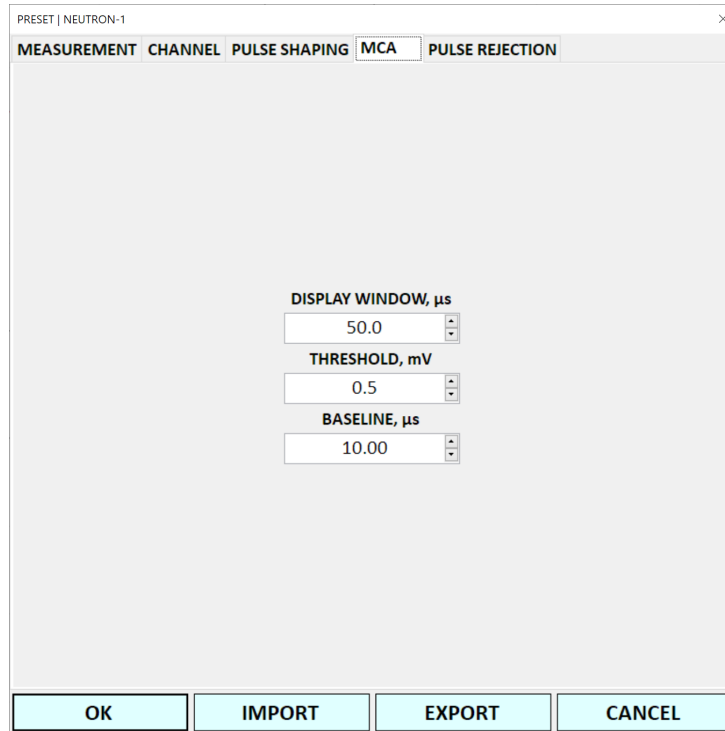 PRESET | NEUTRON-1
MEASUREMENT CHANNEL PULSE SHAPING MCA PULSE REJECTION
DISPLAY WINDOW, µs
50.0
THRESHOLD, mV
0.5
BASELINE, µs
10.00
OK IMPORT EXPORT CANCEL